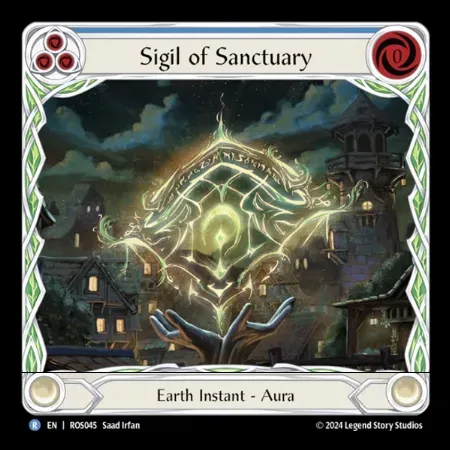 Sigil of Sanctuary
0
Earth Instant - Aura
R EN | ROS045 Saad Irfan
© 2024 Legend Story Studios